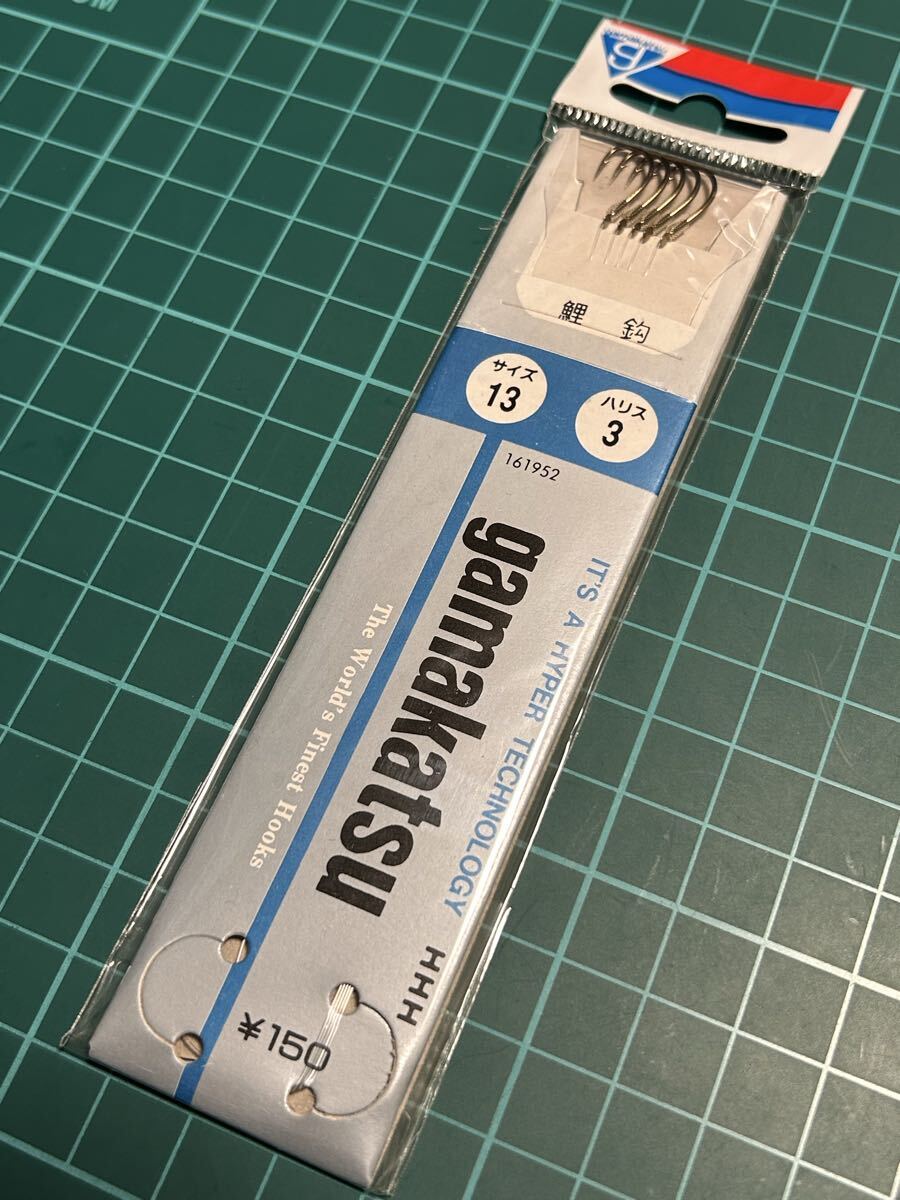 鯉 鈎
サイズ
13
ハリス
3
161952
gamakatsu
IT'S A HYPER TECHNOLOGY
The World's Finest Hooks
HHH
¥150